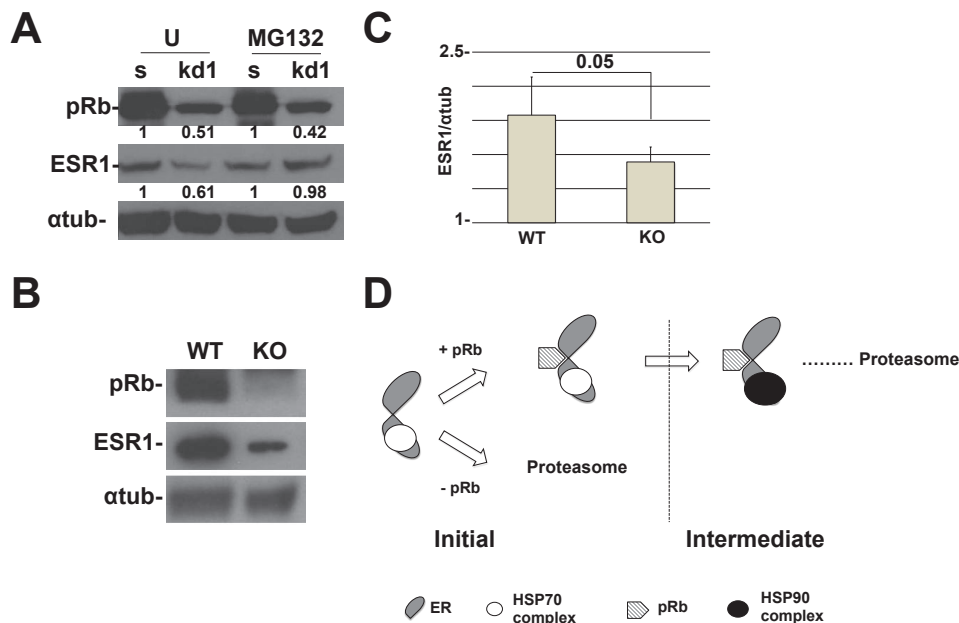 A
U MG132
s kd1 s kd1
pRb-
1 0.51 1 0.42
ESR1-
1 0.61 1 0.98
αtub-
B
WT KO
pRb-
ESR1-
αtub-
C
2.5-
0.05
ESR1/αtub
1-
WT KO
D
+ pRb
- pRb
Proteasome
......... Proteasome
Initial
Intermediate
ER
HSP70
complex
pRb
HSP90
complex